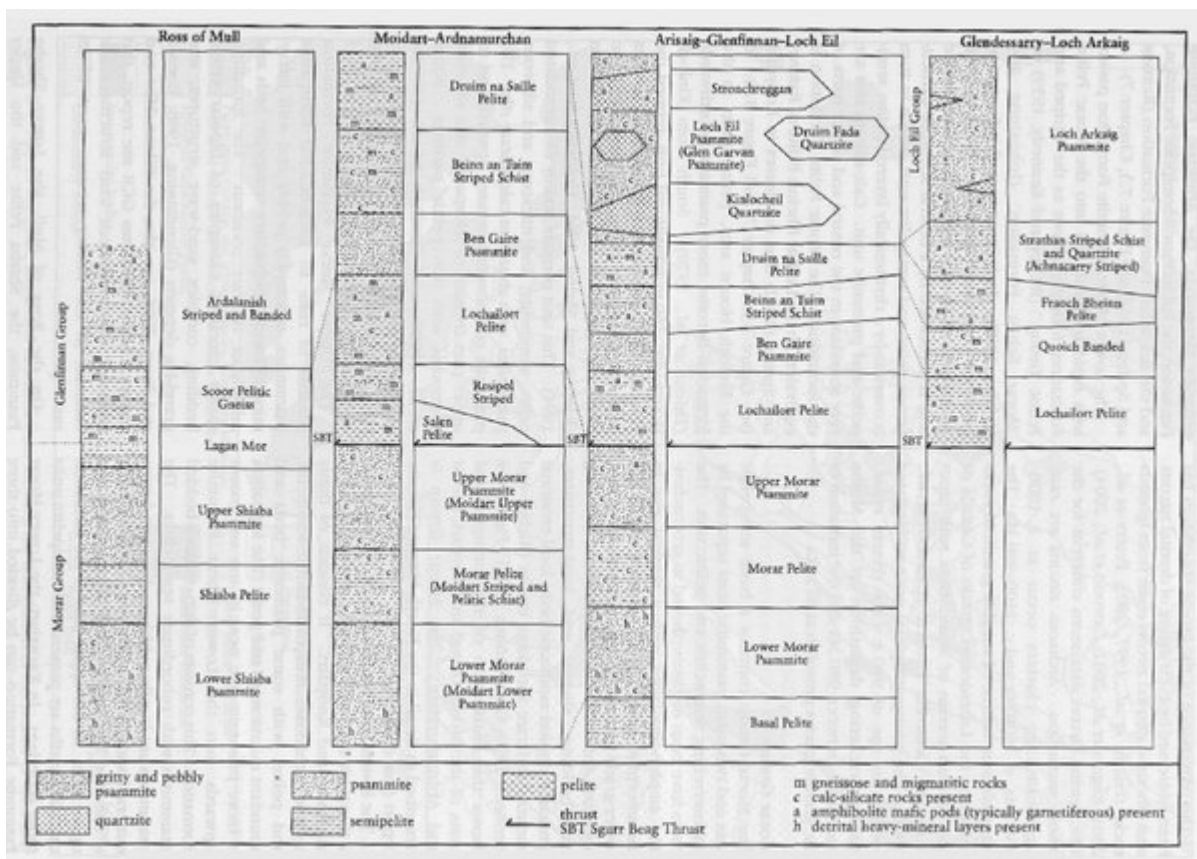 Ross of Mull
Moidart–Ardnamurchan
Arisaig–Glenfinnan–Loch Eil
Glendessarry–Loch Arkaig
Glenfinnan Group
Morar Group
Ardalanish
Striped and Banded
Scoor Pelitic
Gneiss
Lagan Mor
Upper Shiaba
Psammite
Shiaba Pelite
Lower Shiaba
Psammite
SBT
Druim na Saille
Pelite
Beinn an Tuim
Striped Schist
Ben Gaire
Psammite
Lochailort
Pelite
Resipol
Striped
Salen
Pelite
Upper Morar
Psammite
(Moidart Upper
Psammite)
Morar Pelite
(Moidart Striped and
Pelitic Schist)
Lower Morar
Psammite
(Moidart Lower
Psammite)
SBT
Stronchreggan
Loch Eil
Psammite
(Glen Garvan
Psammite)
Druim Fada
Quartzite
Kinlocheil
Quartzite
Druim na Saille
Pelite
Beinn an Tuim
Striped Schist
Ben Gaire
Psammite
Lochailort Pelite
Upper Morar
Psammite
Morar Pelite
Lower Morar
Psammite
Basal Pelite
Loch Eil Group
SBT
Loch Arkaig
Psammite
Strathan Striped Schist
and Quartzite
(Achnacarry Striped)
Fraoch Bheinn
Pelite
Quoich Banded
Lochailort Pelite
gritty and pebbly
psammite
quartzite
psammite
semipelite
pelite
thrust
SBT Sgurr Beag Thrust
m gneissose and migmatitic rocks
c calc-silicate rocks present
a amphibolite mafic pods (typically garnetiferous) present
h detrital heavy-mineral layers present